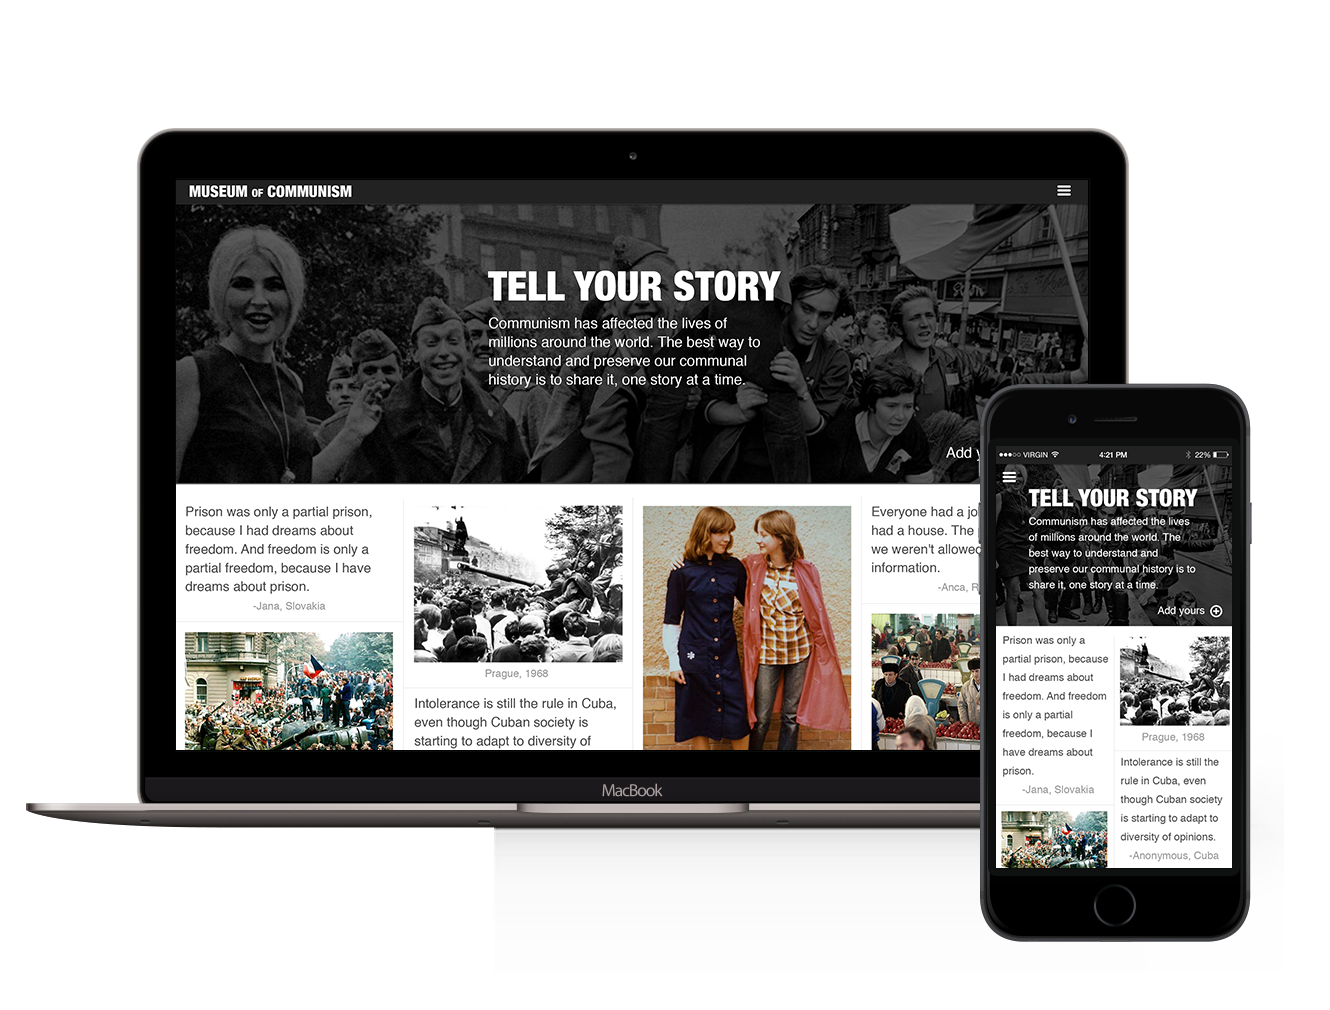 MUSEUM OF COMMUNISM
TELL YOUR STORY
Communism has affected the lives of
millions around the world. The best way to
understand and preserve our communal
history is to share it, one story at a time.
Add
Prison was only a partial prison,
because I had dreams about
freedom. And freedom is only a
partial freedom, because I have
dreams about prison.
-Jana, Slovakia
Prague, 1968
Intolerance is still the rule in Cuba,
even though Cuban society is
starting to adapt to diversity of
Everyone had a
had a house. The
we weren't allowed
information.
-Anca,
MacBook
VIRGIN
4:21 PM
22%
TELL YOUR STORY
Communism has affected the lives
of millions around the world. The
best way to understand and
preserve our communal history is to
share it, one story at a time.
Add yours
Prison was only a
partial prison, because
I had dreams about
freedom. And freedom
is only a partial
freedom, because I
have dreams about
prison.
-Jana, Slovakia
Prague, 1968
Intolerance is still the
rule in Cuba, even
though Cuban society
is starting to adapt to
diversity of opinions.
-Anonymous, Cuba